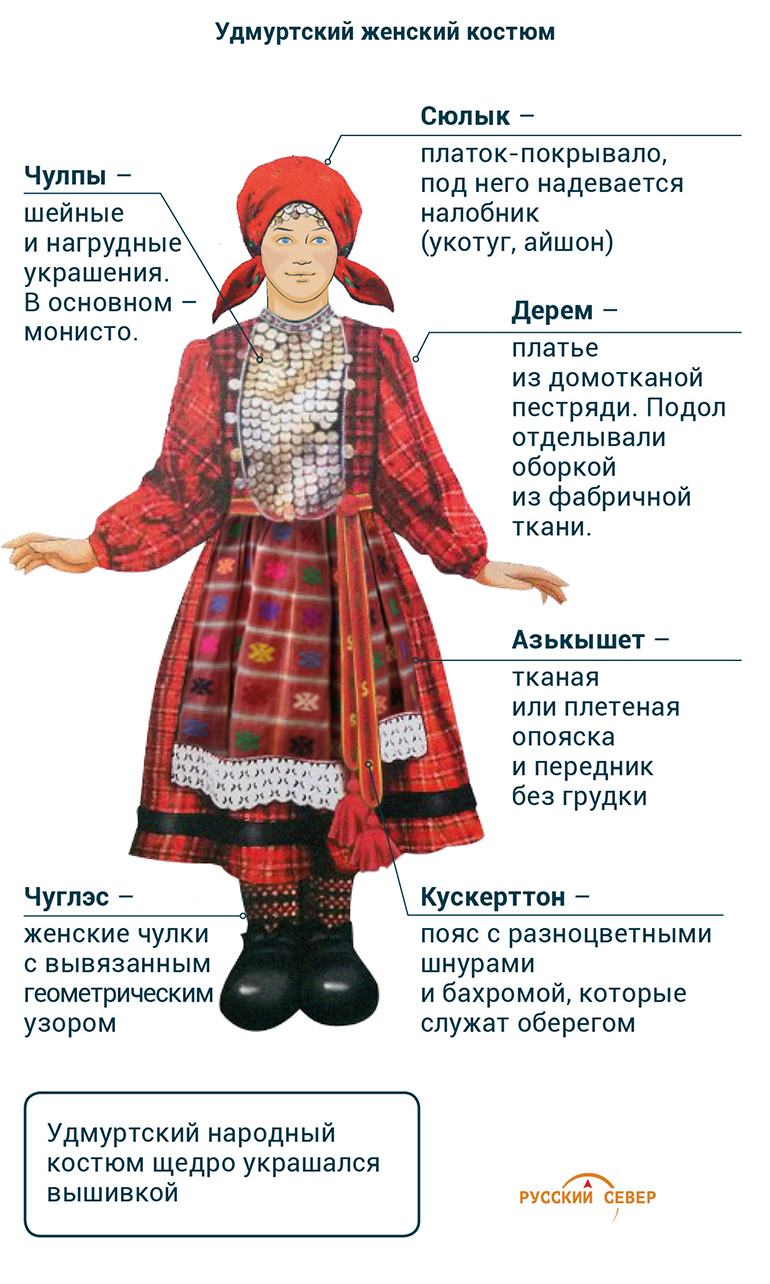 Удмуртский женский костюм
Сюлык –
платок-покрывало,
под него надевается
налобник
(укотуг, айшон)
Чулпы –
шейные
и нагрудные
украшения.
В основном –
монисто.
Дерем –
платье
из домотканой
пестряди. Подол
отделывали
оборкой
из фабричной
ткани.
Азькышет –
тканая
или плетеная
опояска
и передник
без грудки
Чуглэс –
женские чулки
с вывязанным
геометрическим
узором
Кускерттон –
пояс с разноцветными
шнурами
и бахромой, которые
служат оберегом
Удмуртский народный
костюм щедро украшался
вышивкой
РУССКИЙ СЕВЕР